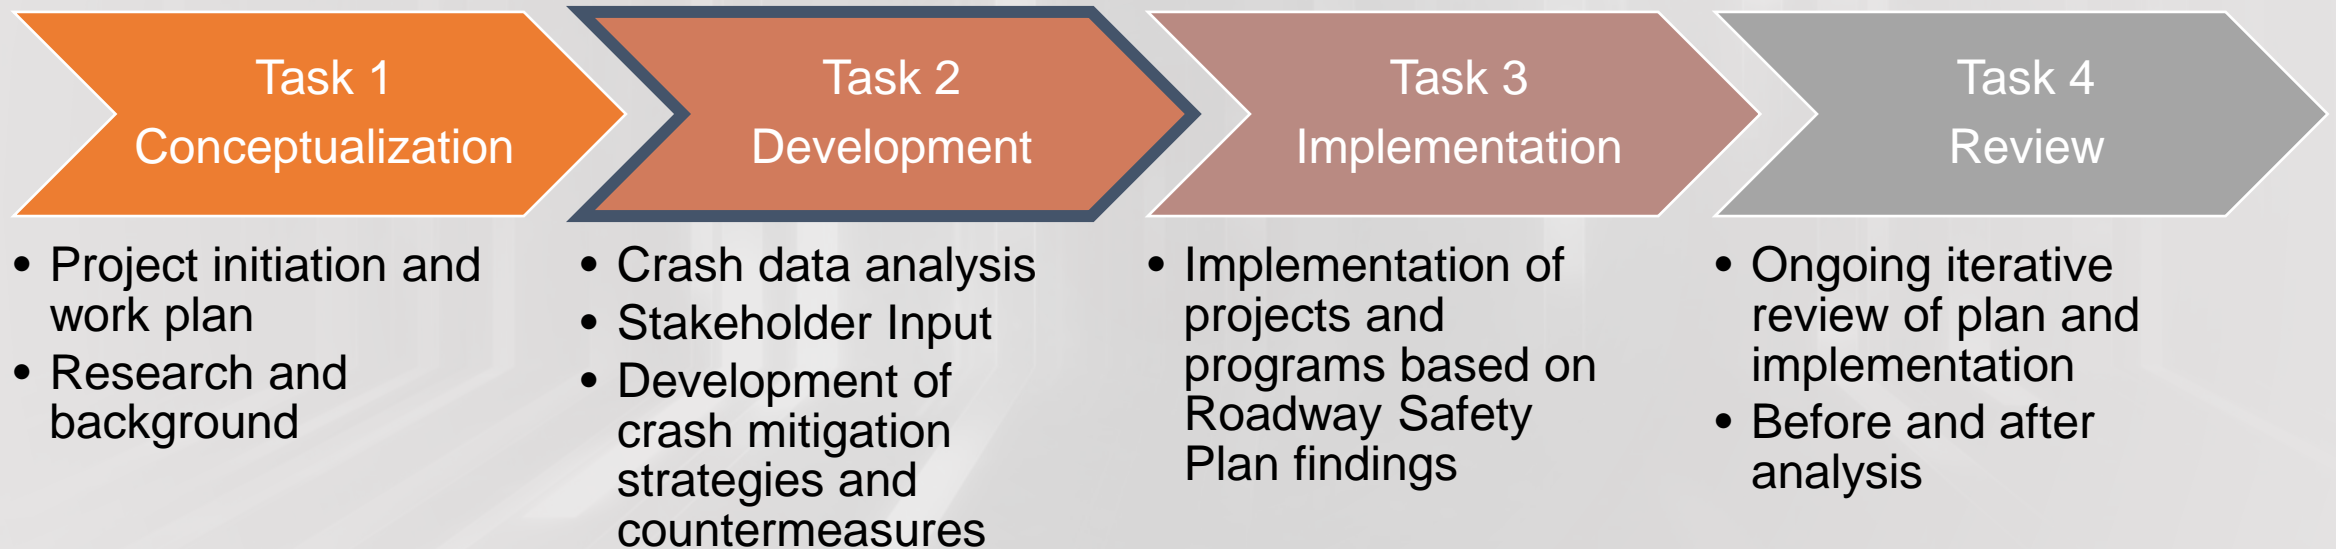 Task 1
Conceptualization
• Project initiation and
work plan
• Research and
background
Task 2
Development
• Crash data analysis
• Stakeholder Input
• Development of
crash mitigation
strategies and
countermeasures
Task 3
Implementation
• Implementation of
projects and
programs based on
Roadway Safety
Plan findings
Task 4
Review
• Ongoing iterative
review of plan and
implementation
• Before and after
analysis